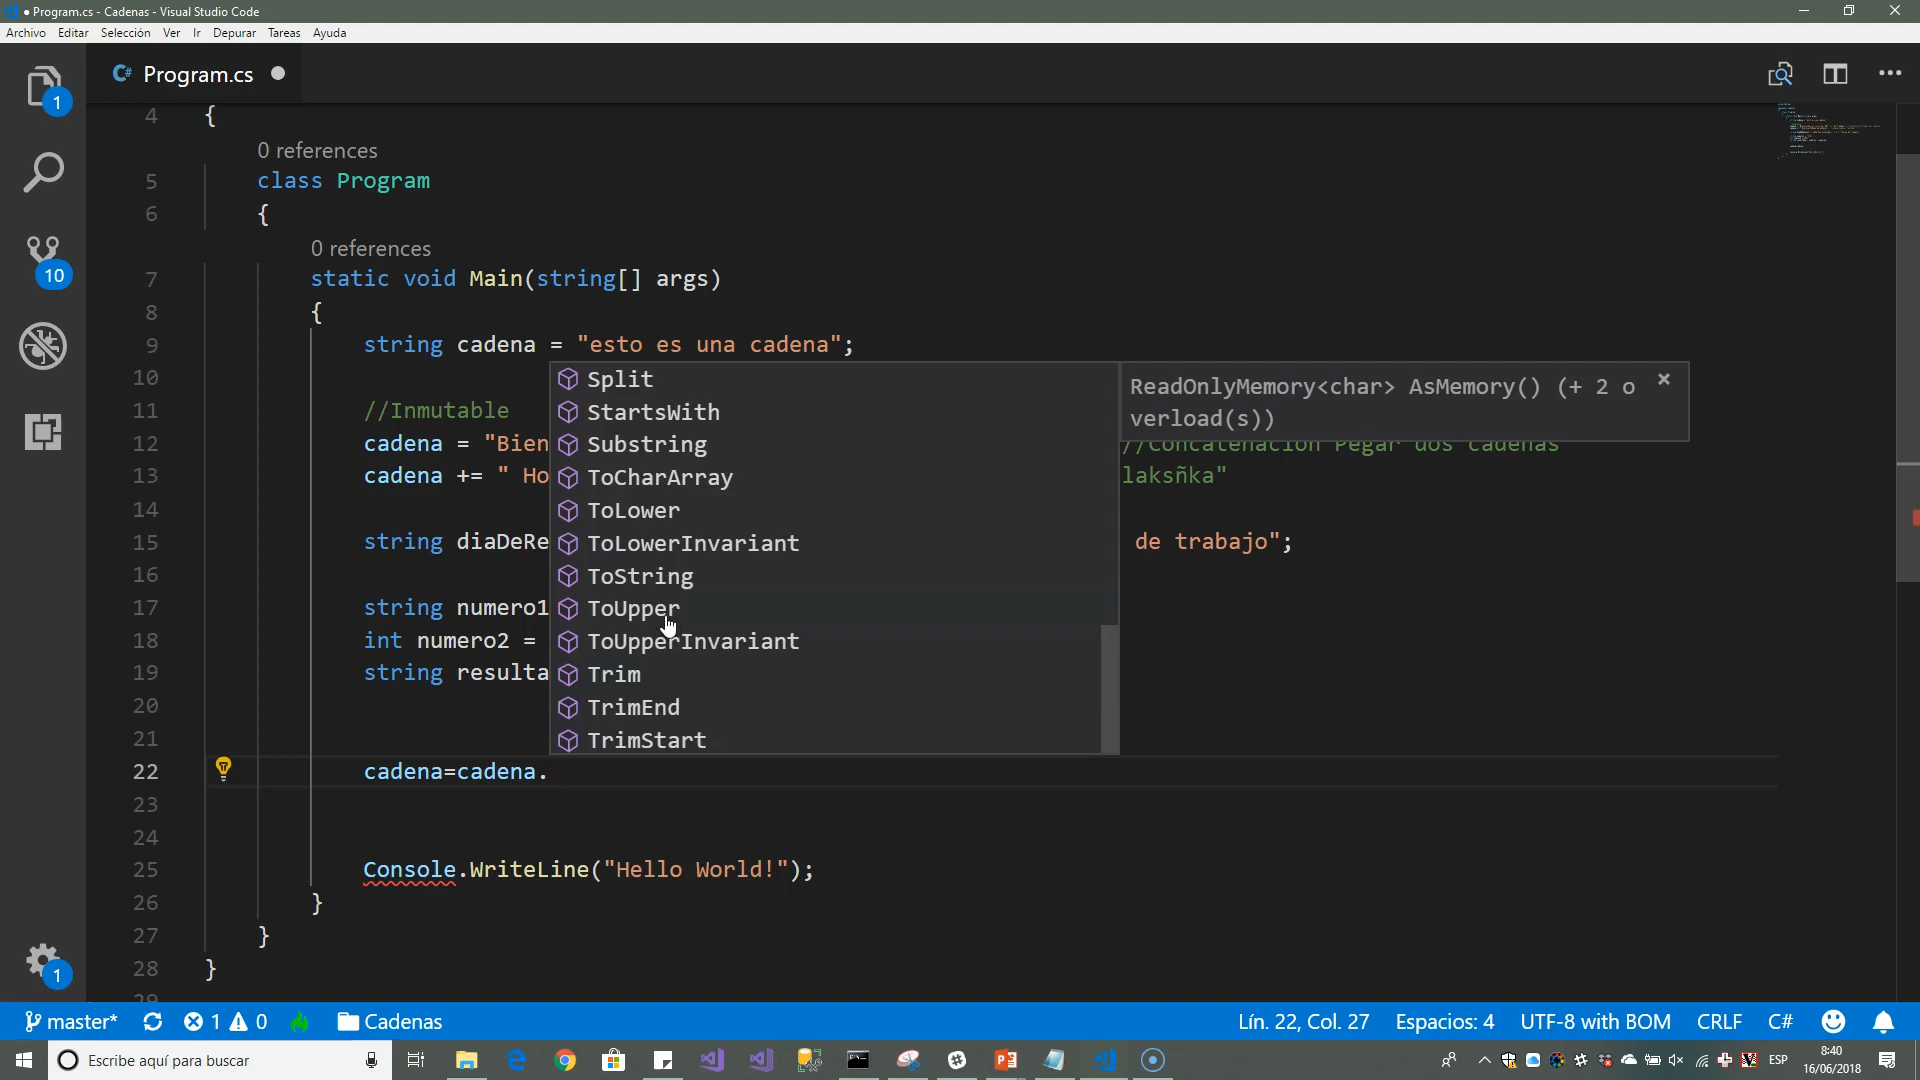 ● Program.cs - Cadenas - Visual Studio Code
Archivo Editar Selección Ver Ir Depurar Tareas Ayuda
C# Program.cs
1
10
1
4 {
0 references
5 class Program
6 {
0 references
7 static void Main(string[] args)
8 {
9 string cadena = "esto es una cadena";
10
11 //Inmutable
12 cadena = "Bien //Concatenación Pegar dos cadenas
13 cadena += " Ho laksñka"
14
15 string diaDeRe de trabajo";
16
17 string numero1
18 int numero2 =
19 string resulta
20
21
22 cadena=cadena.
23
24
25 Console.WriteLine("Hello World!");
26 }
27 }
28 }
29
Split
StartsWith
Substring
ToCharArray
ToLower
ToLowerInvariant
ToString
ToUpper
ToUpperInvariant
Trim
TrimEnd
TrimStart
ReadOnlyMemory<char> AsMemory() (+ 2 o
verload(s))
master* 1 0 Cadenas Lín. 22, Col. 27 Espacios: 4 UTF-8 with BOM CRLF C#
Escribe aquí para buscar ESP 8:40
16/06/2018